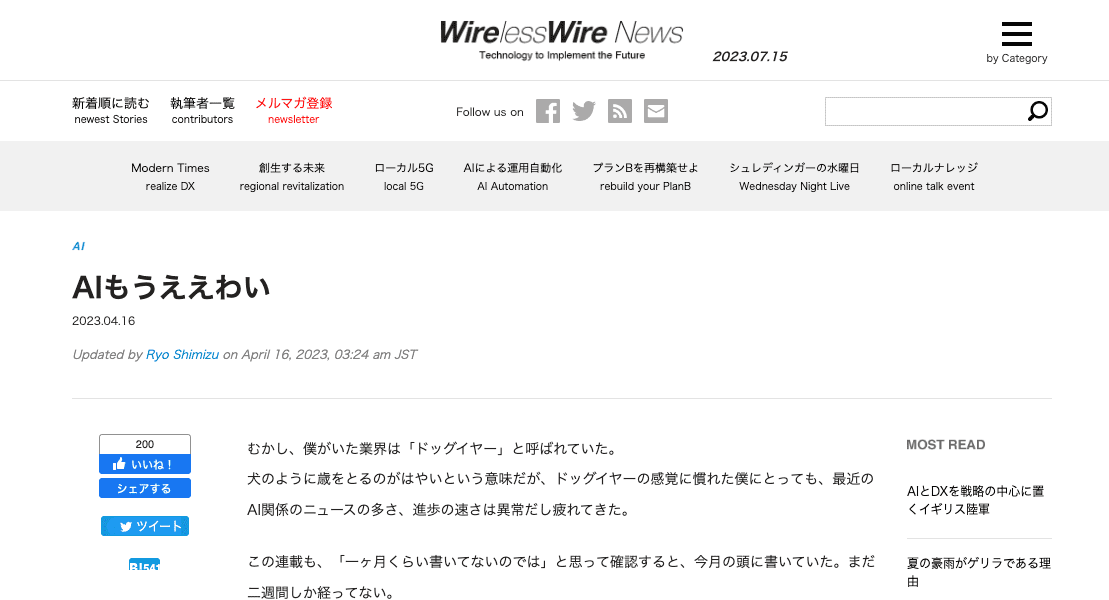 WirelessWire News
Technology to Implement the Future
2023.07.15
by Category
新着順に読む 執筆者一覧 メルマガ登録
newest Stories contributors newsletter
Follow us on
Modern Times 創生する未来 ローカル5G AIによる運用自動化 プランBを再構築せよ シュレディンガーの水曜日 ローカルナレッジ
realize DX regional revitalization local 5G AI Automation rebuild your PlanB Wednesday Night Live online talk event
AI
AIもうええわい
2023.04.16
Updated by Ryo Shimizu on April 16, 2023, 03:24 am JST
200
いいね！
シェアする
ツイート
むかし、僕がいた業界は「ドッグイヤー」と呼ばれていた。
犬のように歳をとるのがはやいという意味だが、ドッグイヤーの感覚に慣れた僕にとっても、最近の
AI関係のニュースの多さ、進歩の速さは異常だし疲れてきた。
この連載も、「一ヶ月くらい書いてないのでは」と思って確認すると、今月の頭に書いていた。まだ
二週間しか経ってない。
MOST READ
AIとDXを戦略の中心に置
くイギリス陸軍
夏の豪雨がゲリラである理
由